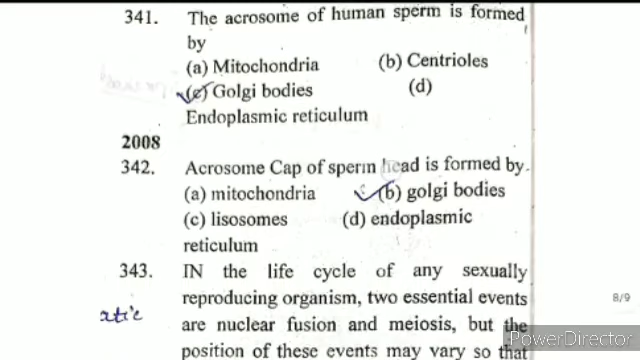 341. The acrosome of human sperm is formed
by
(a) Mitochondria (b) Centrioles
(c) Golgi bodies (d)
Endoplasmic reticulum
2008
342. Acrosome Cap of sperm head is formed by.
(a) mitochondria (b) golgi bodies
(c) lisosomes (d) endoplasmic
reticulum
343. IN the life cycle of any sexually
reproducing organism, two essential events
8/9
are nuclear fusion and meiosis, but the
position of these events may vary so that
PowerDirector